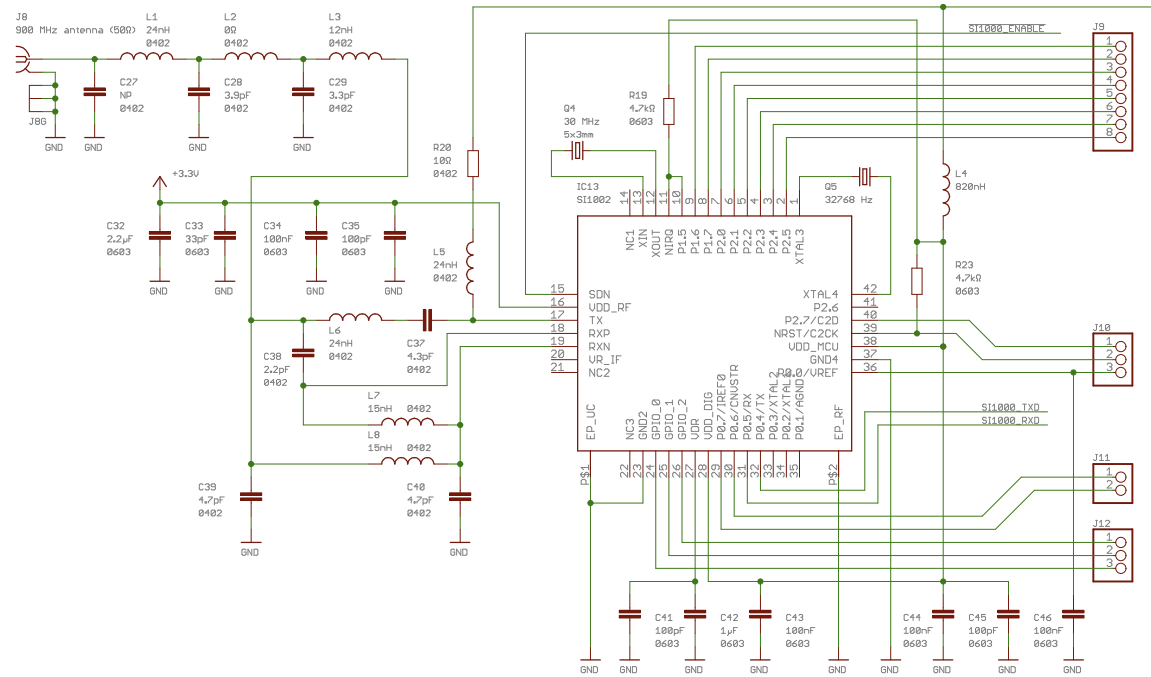 J8
900 MHz antenna (50Ω)
L1
24nH
0402
L2
0Ω
0402
L3
12nH
0402
C27
NP
0402
C28
3.9pF
0402
C29
3.3pF
0402
J8G
GND
GND
GND
GND
SI1000_ENABLE
J9
1
2
3
4
5
6
7
8
R19
4.7kΩ
0603
Q4
30 MHz
5x3mm
R20
10Ω
0402
+3.3V
L4
820nH
Q5
32768 Hz
IC13
SI1002
14
13
12
11
10
9
8
7
6
5
4
3
2
1
NC1
XIN
XOUT
NIRQ
P1.5
P1.6
P1.7
P2.0
P2.1
P2.2
P2.3
P2.4
P2.5
XTAL3
C32
2.2µF
0603
C33
33pF
0603
C34
100nF
0603
C35
100pF
0603
GND
GND
GND
GND
L5
24nH
0402
R23
4.7kΩ
0603
15 SDN
16 VDD_RF
17 TX
18 RXP
19 RXN
20 VR_IF
21 NC2
XTAL4 42
P2.6 41
P2.7/C2D 40
NRST/C2CK 39
VDD_MCU 38
GND4 37
P0.0/VREF 36
L6
24nH
0402
C37
4.3pF
0402
C38
2.2pF
0402
J10
1
2
3
L7
15nH 0402
L8
15nH 0402
SI1000_TXD
SI1000_RXD
EP_VC
NC3
GND2
GPIO_0
GPIO_1
GPIO_2
VDR
VDD_DIG
P0.7/IREF0
P0.6/CNVSTR
P0.5/RX
P0.4/TX
P0.3/XTAL2
P0.2/XTAL1
P0.1/AGND
EP_RF
P$1
22
23
24
25
26
27
28
29
30
31
32
33
34
35
P$2
C39
4.7pF
0402
C40
4.7pF
0402
GND
GND
J11
1
2
J12
1
2
3
C41
100pF
0603
C42
1µF
0603
C43
100nF
0603
C44
100nF
0603
C45
100pF
0603
C46
100nF
0603
GND
GND
GND
GND
GND
GND
GND
GND
GND